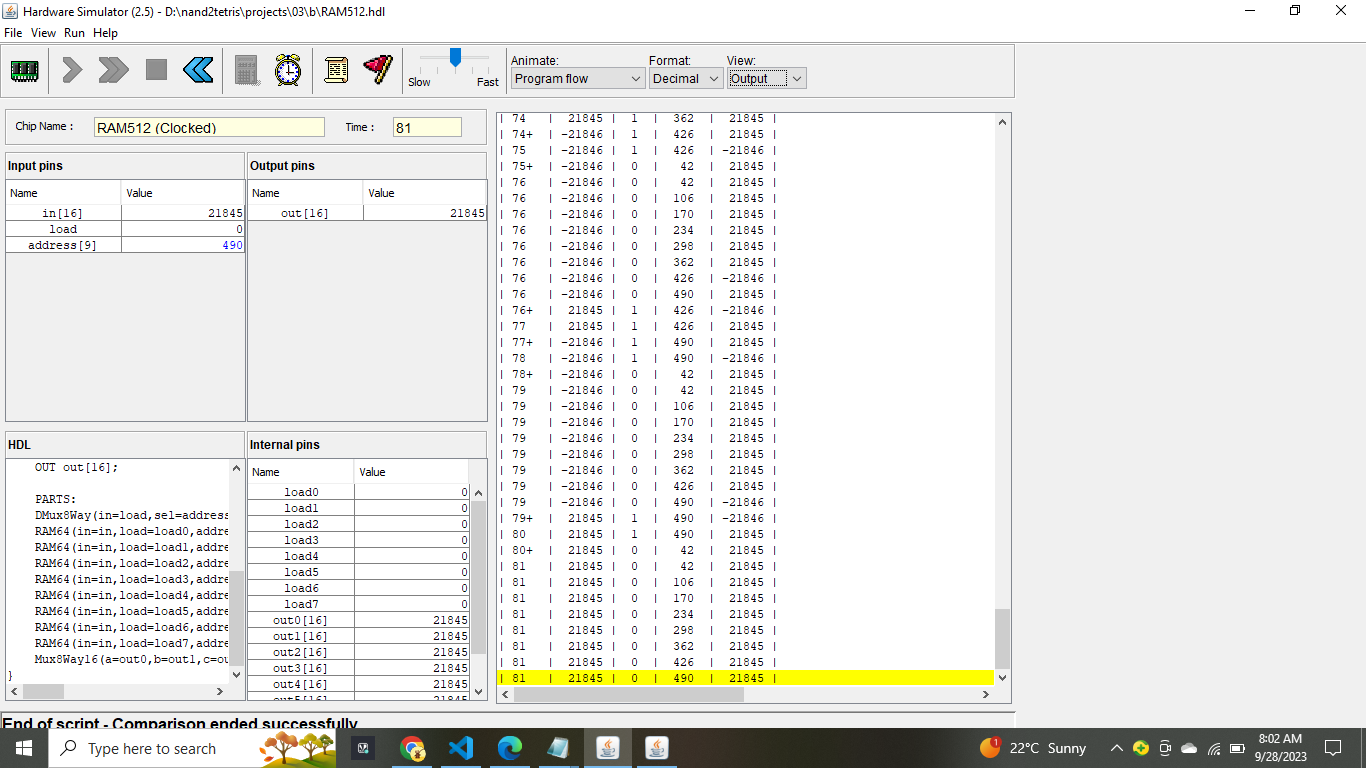 Hardware Simulator (2.5) - D:\nand2tetris\projects\03\b\RAM512.hdl
File View Run Help
Slow Fast
Animate: Format: View:
Program flow Decimal Output
Chip Name : RAM512 (Clocked) Time : 81
Input pins
Name Value
in[16] 21845
load 0
address[9] 490
Output pins
Name Value
out[16] 21845
HDL
OUT out[16];
PARTS:
DMux8Way(in=load,sel=address
RAM64(in=in,load=load0,addre
RAM64(in=in,load=load1,addre
RAM64(in=in,load=load2,addre
RAM64(in=in,load=load3,addre
RAM64(in=in,load=load4,addre
RAM64(in=in,load=load5,addre
RAM64(in=in,load=load6,addre
RAM64(in=in,load=load7,addre
Mux8Way16(a=out0,b=out1,c=ou
}
Internal pins
Name Value
load0 0
load1 0
load2 0
load3 0
load4 0
load5 0
load6 0
load7 0
out0[16] 21845
out1[16] 21845
out2[16] 21845
out3[16] 21845
out4[16] 21845
out5[16] 21845
| 74 | 21845 | 1 | 362 | 21845 |
| 74+ | -21846 | 1 | 426 | 21845 |
| 75 | -21846 | 1 | 426 | -21846 |
| 75+ | -21846 | 0 | 42 | 21845 |
| 76 | -21846 | 0 | 42 | 21845 |
| 76 | -21846 | 0 | 106 | 21845 |
| 76 | -21846 | 0 | 170 | 21845 |
| 76 | -21846 | 0 | 234 | 21845 |
| 76 | -21846 | 0 | 298 | 21845 |
| 76 | -21846 | 0 | 362 | 21845 |
| 76 | -21846 | 0 | 426 | -21846 |
| 76 | -21846 | 0 | 490 | 21845 |
| 76+ | 21845 | 1 | 426 | -21846 |
| 77 | 21845 | 1 | 426 | 21845 |
| 77+ | -21846 | 1 | 490 | 21845 |
| 78 | -21846 | 1 | 490 | -21846 |
| 78+ | -21846 | 0 | 42 | 21845 |
| 79 | -21846 | 0 | 42 | 21845 |
| 79 | -21846 | 0 | 106 | 21845 |
| 79 | -21846 | 0 | 170 | 21845 |
| 79 | -21846 | 0 | 234 | 21845 |
| 79 | -21846 | 0 | 298 | 21845 |
| 79 | -21846 | 0 | 362 | 21845 |
| 79 | -21846 | 0 | 426 | 21845 |
| 79 | -21846 | 0 | 490 | -21846 |
| 79+ | 21845 | 1 | 490 | -21846 |
| 80 | 21845 | 1 | 490 | 21845 |
| 80+ | 21845 | 0 | 42 | 21845 |
| 81 | 21845 | 0 | 42 | 21845 |
| 81 | 21845 | 0 | 106 | 21845 |
| 81 | 21845 | 0 | 170 | 21845 |
| 81 | 21845 | 0 | 234 | 21845 |
| 81 | 21845 | 0 | 298 | 21845 |
| 81 | 21845 | 0 | 362 | 21845 |
| 81 | 21845 | 0 | 426 | 21845 |
| 81 | 21845 | 0 | 490 | 21845 |
End of script - Comparison ended successfully
Type here to search
1
22°C Sunny
8:02 AM
9/28/2023